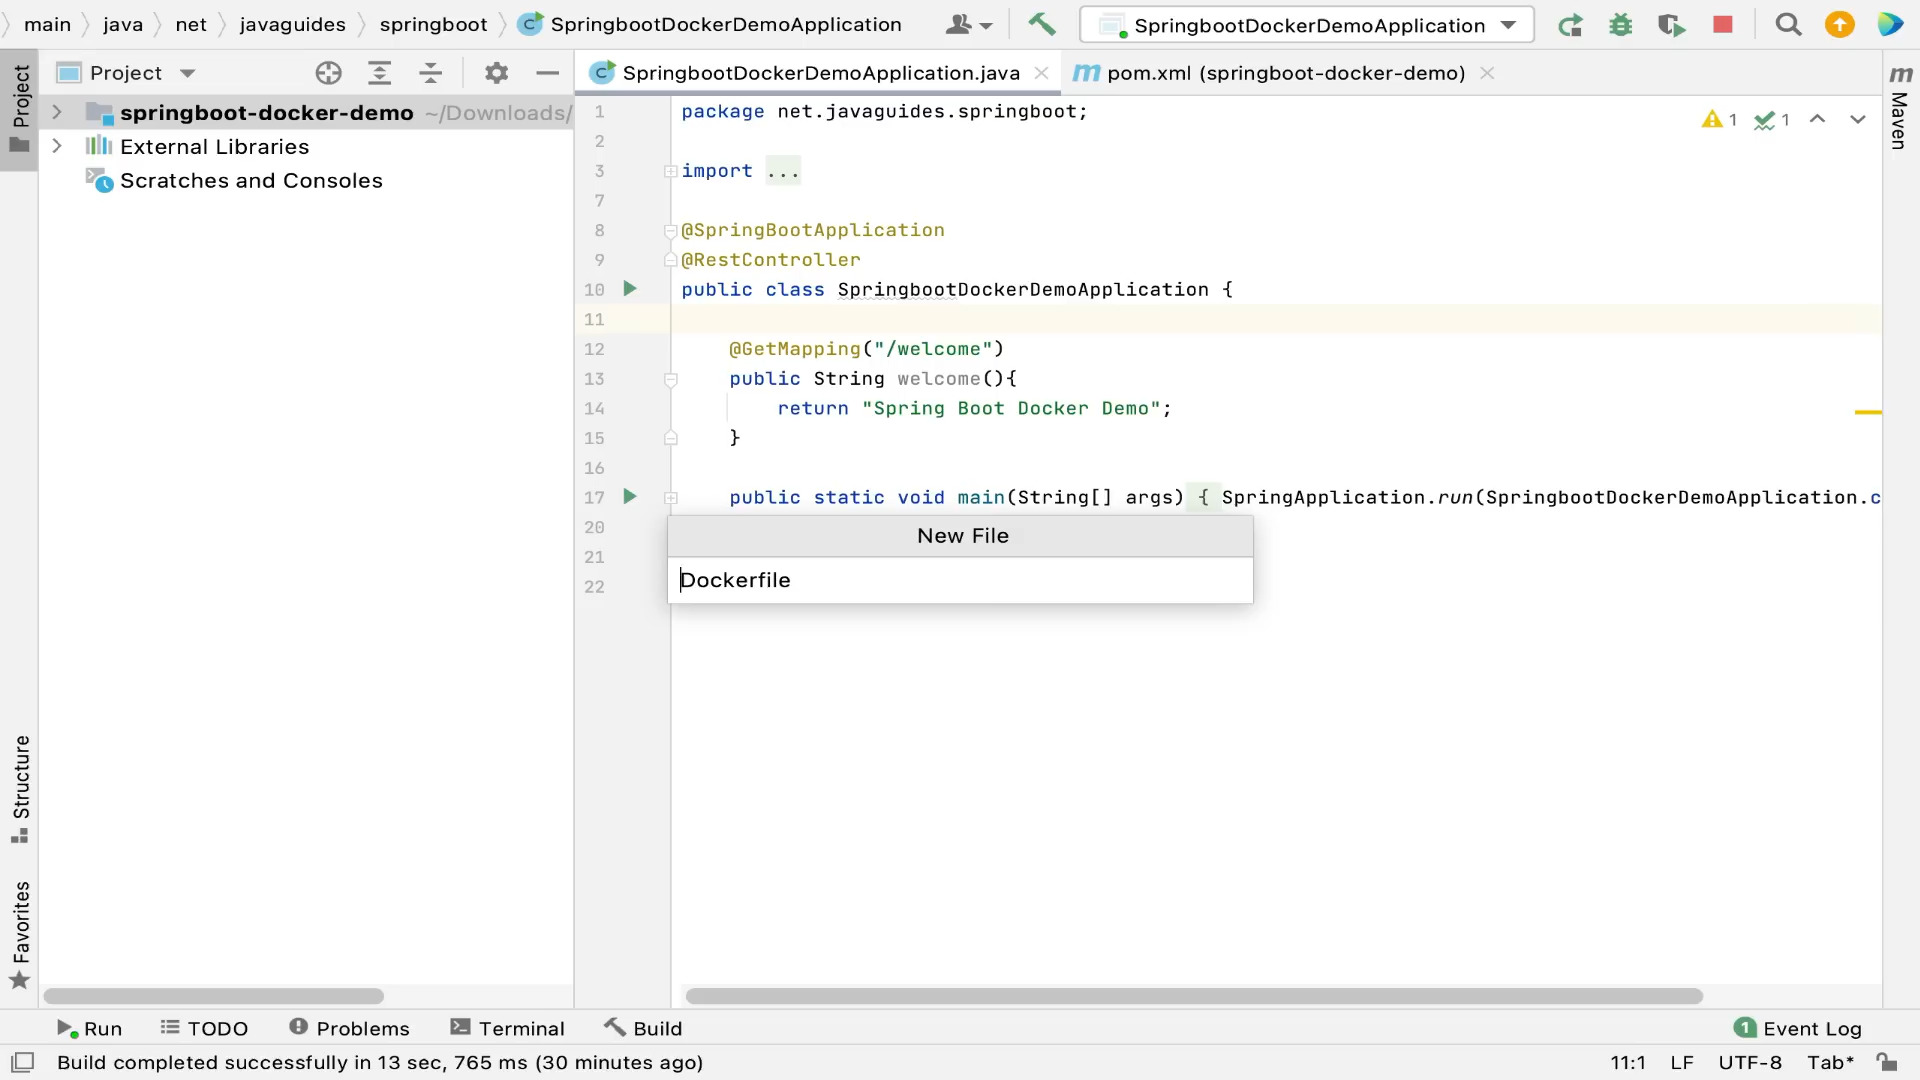 main java net javaguides springboot SpringbootDockerDemoApplication SpringbootDockerDemoApplication
Project
SpringbootDockerDemoApplication.java
pom.xml (springboot-docker-demo)
Project
springboot-docker-demo ~/Downloads/
External Libraries
Scratches and Consoles
Structure
Favorites
1 package net.javaguides.springboot;
2
3 import ...
7
8 @SpringBootApplication
9 @RestController
10 public class SpringbootDockerDemoApplication {
11
12 @GetMapping("/welcome")
13 public String welcome(){
14 return "Spring Boot Docker Demo";
15 }
16
17 public static void main(String[] args) { SpringApplication.run(SpringbootDockerDemoApplication.c
20
21
22
1 1
New File
Dockerfile
m Maven
Run TODO Problems Terminal Build 1 Event Log
Build completed successfully in 13 sec, 765 ms (30 minutes ago) 11:1 LF UTF-8 Tab*